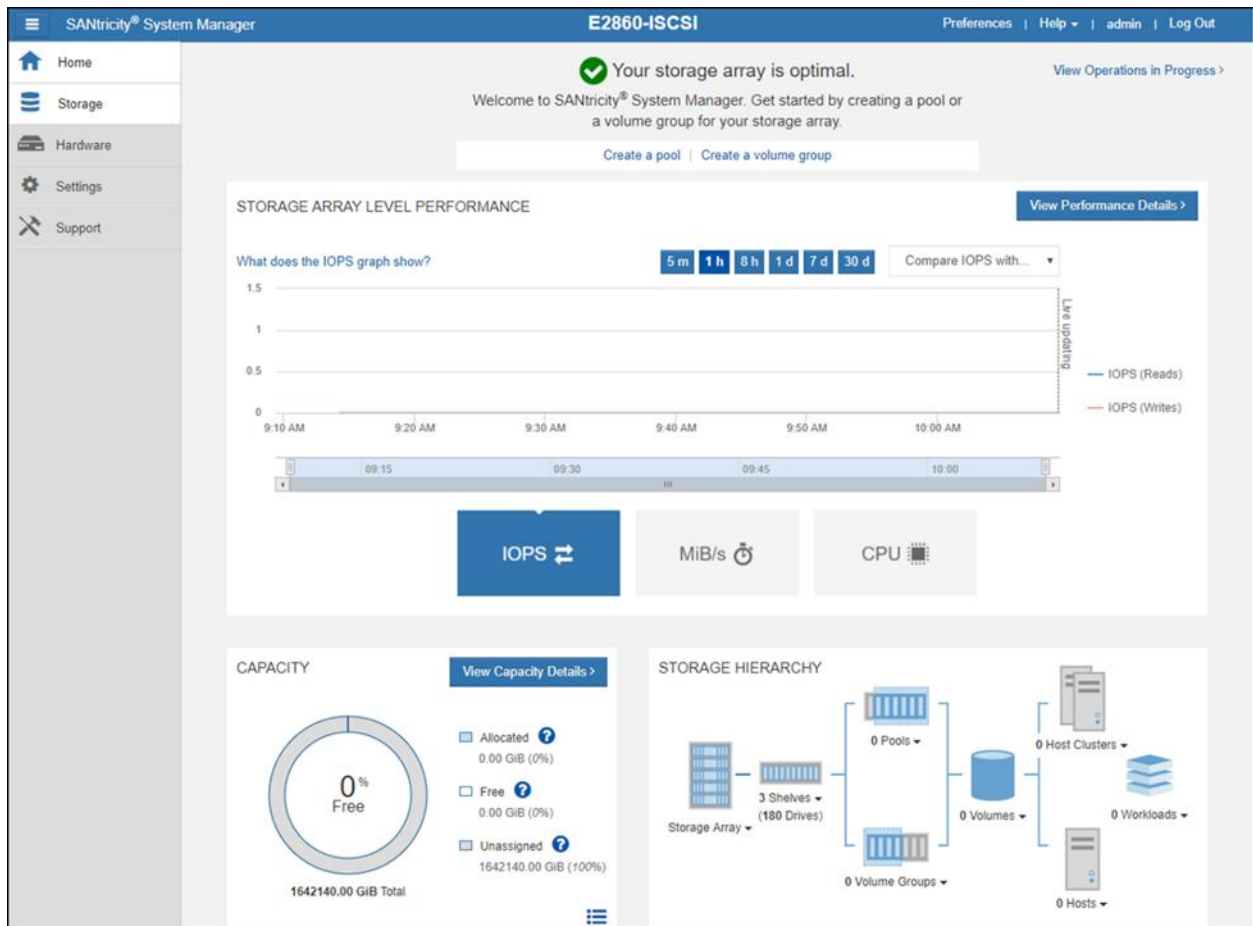 SANtricity® System Manager
E2860-ISCSI
Preferences | Help | admin | Log Out
Home
Storage
Hardware
Settings
Support
Your storage array is optimal.
View Operations in Progress >
Welcome to SANtricity® System Manager. Get started by creating a pool or
a volume group for your storage array.
Create a pool | Create a volume group
STORAGE ARRAY LEVEL PERFORMANCE
View Performance Details >
What does the IOPS graph show?
5 m 1 h 8 h 1 d 7 d 30 d
Compare IOPS with...
1.5
1
0.5
0
Live updating
IOPS (Reads)
IOPS (Writes)
9:10 AM 9:20 AM 9:30 AM 9:40 AM 9:50 AM 10:00 AM
09:15 09:30 09:45 10:00
IOPS
MiB/s
CPU
CAPACITY
View Capacity Details >
0 %
Free
1642140.00 GiB Total
Allocated ?
0.00 GiB (0%)
Free ?
0.00 GiB (0%)
Unassigned ?
1642140.00 GiB (100%)
STORAGE HIERARCHY
Storage Array
3 Shelves
(180 Drives)
0 Pools
0 Volume Groups
0 Volumes
0 Host Clusters
0 Hosts
0 Workloads